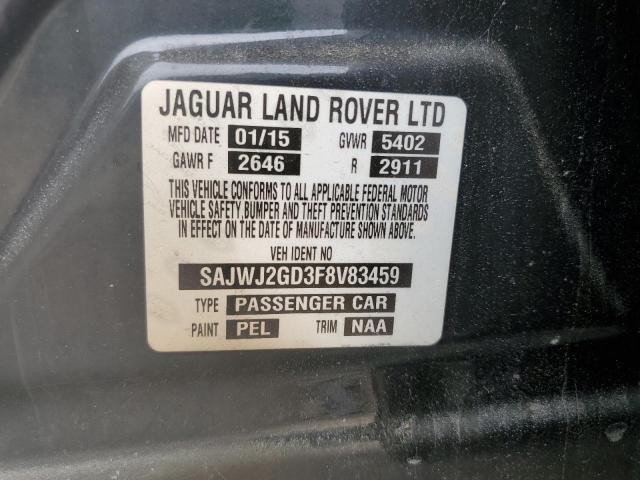 JAGUAR LAND ROVER LTD
MFD DATE 01/15 GVWR 5402
GAWR F 2646 R 2911
THIS VEHICLE CONFORMS TO ALL APPLICABLE FEDERAL MOTOR
VEHICLE SAFETY,BUMPER AND THEFT PREVENTION STANDARDS
IN EFFECT ON THE DATE OF MANUFACTURE SHOWN ABOVE.
VEH IDENT NO
SAJWJ2GD3F8V83459
TYPE PASSENGER CAR
PAINT PEL TRIM NAA